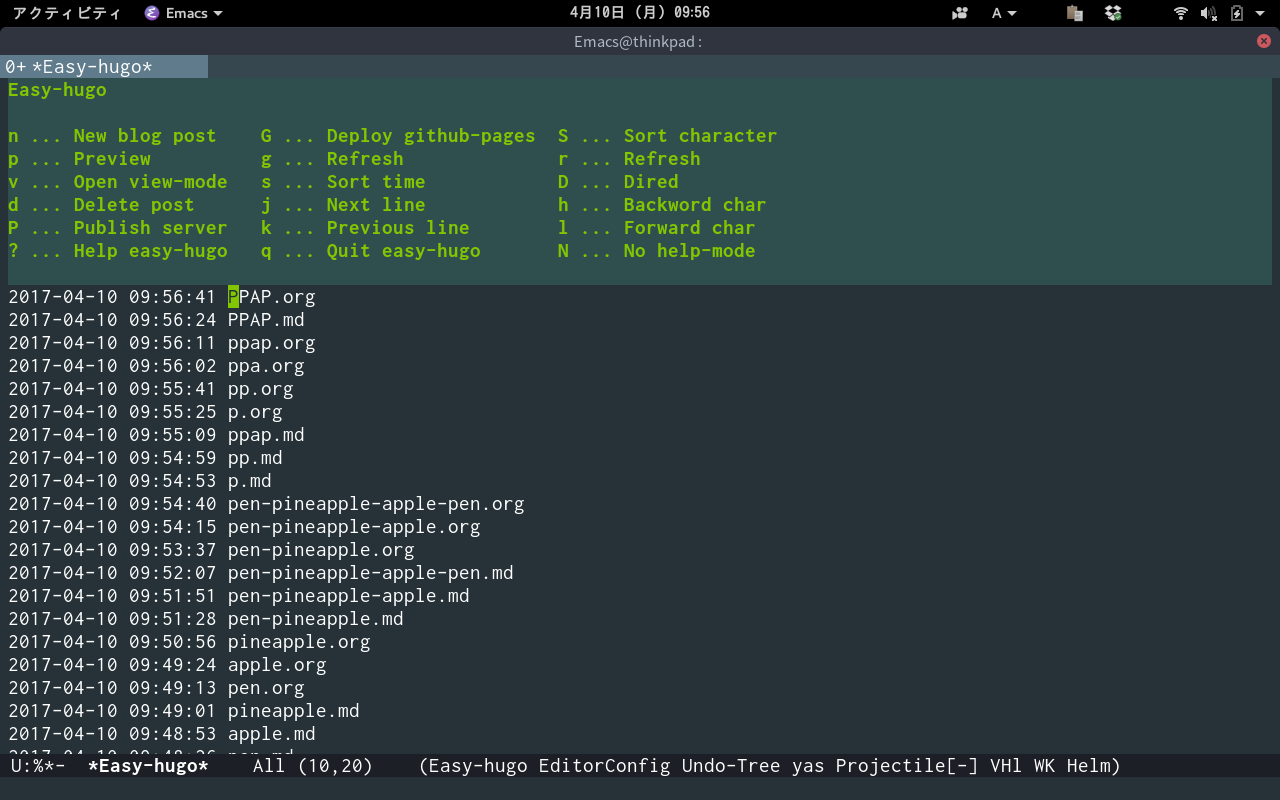 アクティビティ Emacs 4月10日 (月) 09:56 A
Emacs@thinkpad:
0+ *Easy-hugo*
Easy-hugo
n ... New blog post G ... Deploy github-pages S ... Sort character
p ... Preview g ... Refresh r ... Refresh
v ... Open view-mode s ... Sort time D ... Dired
d ... Delete post j ... Next line h ... Backword char
P ... Publish server k ... Previous line l ... Forward char
? ... Help easy-hugo q ... Quit easy-hugo N ... No help-mode
2017-04-10 09:56:41 PPAP.org
2017-04-10 09:56:24 PPAP.md
2017-04-10 09:56:11 ppap.org
2017-04-10 09:56:02 ppa.org
2017-04-10 09:55:41 pp.org
2017-04-10 09:55:25 p.org
2017-04-10 09:55:09 ppap.md
2017-04-10 09:54:59 pp.md
2017-04-10 09:54:53 p.md
2017-04-10 09:54:40 pen-pineapple-apple-pen.org
2017-04-10 09:54:15 pen-pineapple-apple.org
2017-04-10 09:53:37 pen-pineapple.org
2017-04-10 09:52:07 pen-pineapple-apple-pen.md
2017-04-10 09:51:51 pen-pineapple-apple.md
2017-04-10 09:51:28 pen-pineapple.md
2017-04-10 09:50:56 pineapple.org
2017-04-10 09:49:24 apple.org
2017-04-10 09:49:13 pen.org
2017-04-10 09:49:01 pineapple.md
2017-04-10 09:48:53 apple.md
U:%*- *Easy-hugo* All (10,20) (Easy-hugo EditorConfig Undo-Tree yas Projectile[-] VHl WK Helm)